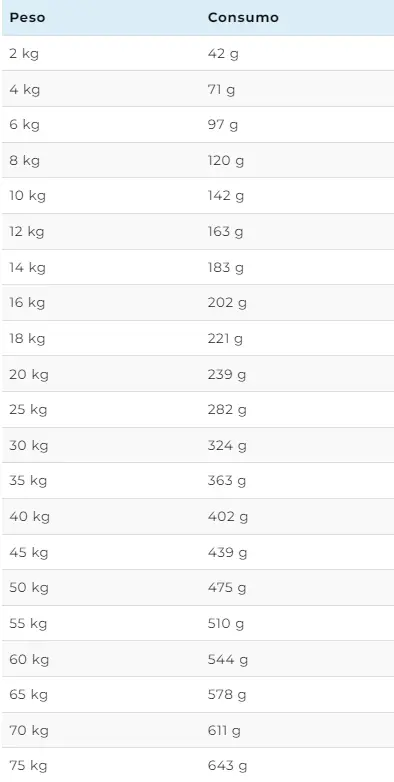 Peso Consumo
2 kg 42 g
4 kg 71 g
6 kg 97 g
8 kg 120 g
10 kg 142 g
12 kg 163 g
14 kg 183 g
16 kg 202 g
18 kg 221 g
20 kg 239 g
25 kg 282 g
30 kg 324 g
35 kg 363 g
40 kg 402 g
45 kg 439 g
50 kg 475 g
55 kg 510 g
60 kg 544 g
65 kg 578 g
70 kg 611 g
75 kg 643 g